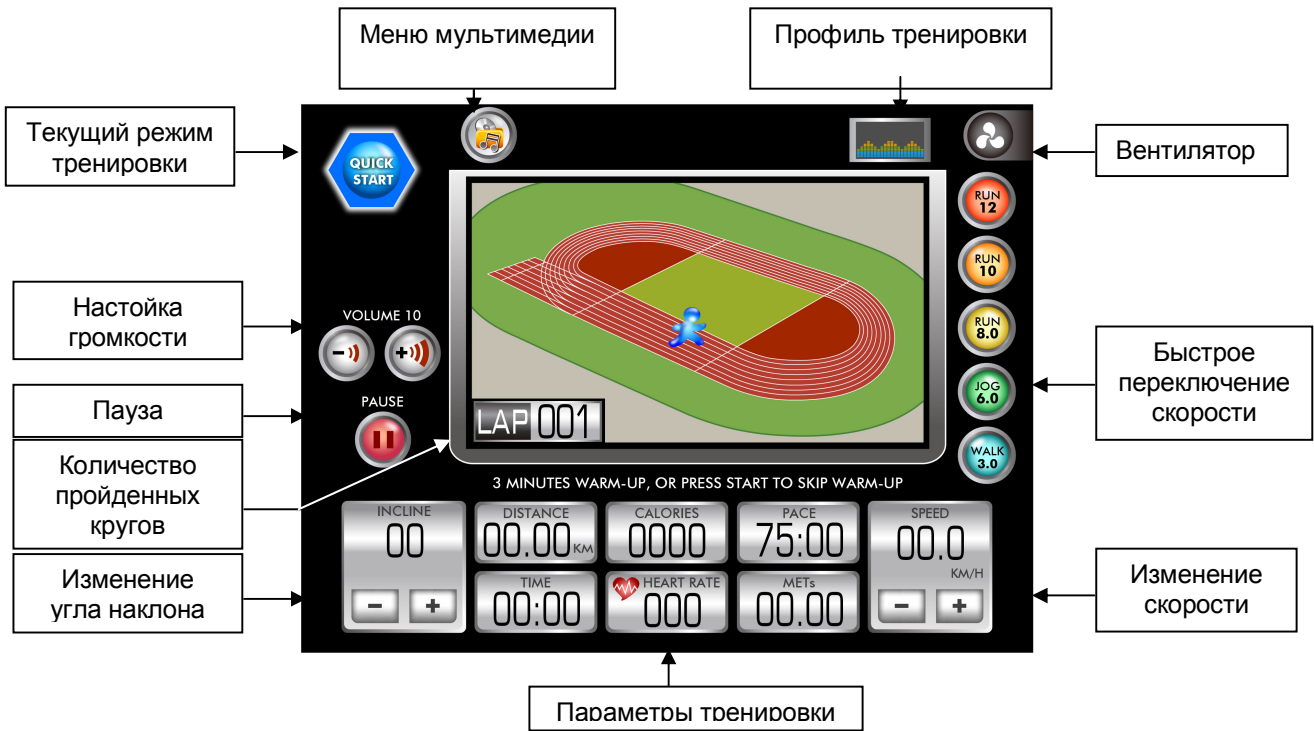 Меню мультимедии
Профиль тренировки
Текущий режим
тренировки
QUICK
START
Вентилятор
RUN
12
RUN
10
RUN
8.0
JOG
6.0
WALK
3.0
Настойка
громкости
VOLUME 10
Быстрое
переключение
скорости
Пауза
PAUSE
Количество
пройденных
кругов
LAP 001
3 MINUTES WARM-UP, OR PRESS START TO SKIP WARM-UP
INCLINE
00
- +
DISTANCE
00.00 KM
CALORIES
0000
PACE
75:00
SPEED
00.0
KM/H
- +
TIME
00:00
HEART RATE
000
METs
00.00
Изменение
угла наклона
Изменение
скорости
Параметры тренировки